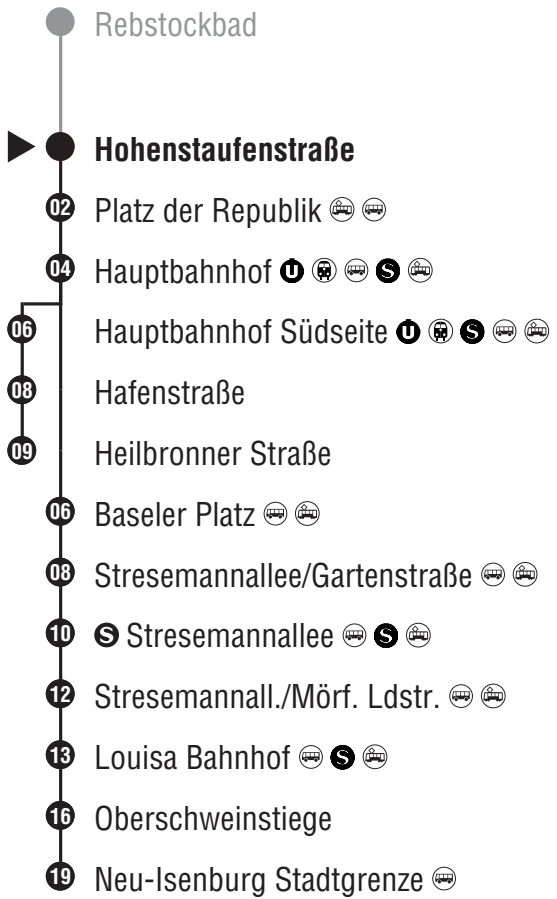 Rebstockbad
Hohenstaufenstraße
02 Platz der Republik
04 Hauptbahnhof U S
06 Hauptbahnhof Südseite U S
08 Hafenstraße
09 Heilbronner Straße
06 Baseler Platz
08 Stresemannallee/Gartenstraße
10 S Stresemannallee S
12 Stresemannall./Mörf. Ldstr.
13 Louisa Bahnhof S
16 Oberschweinstiege
19 Neu-Isenburg Stadtgrenze